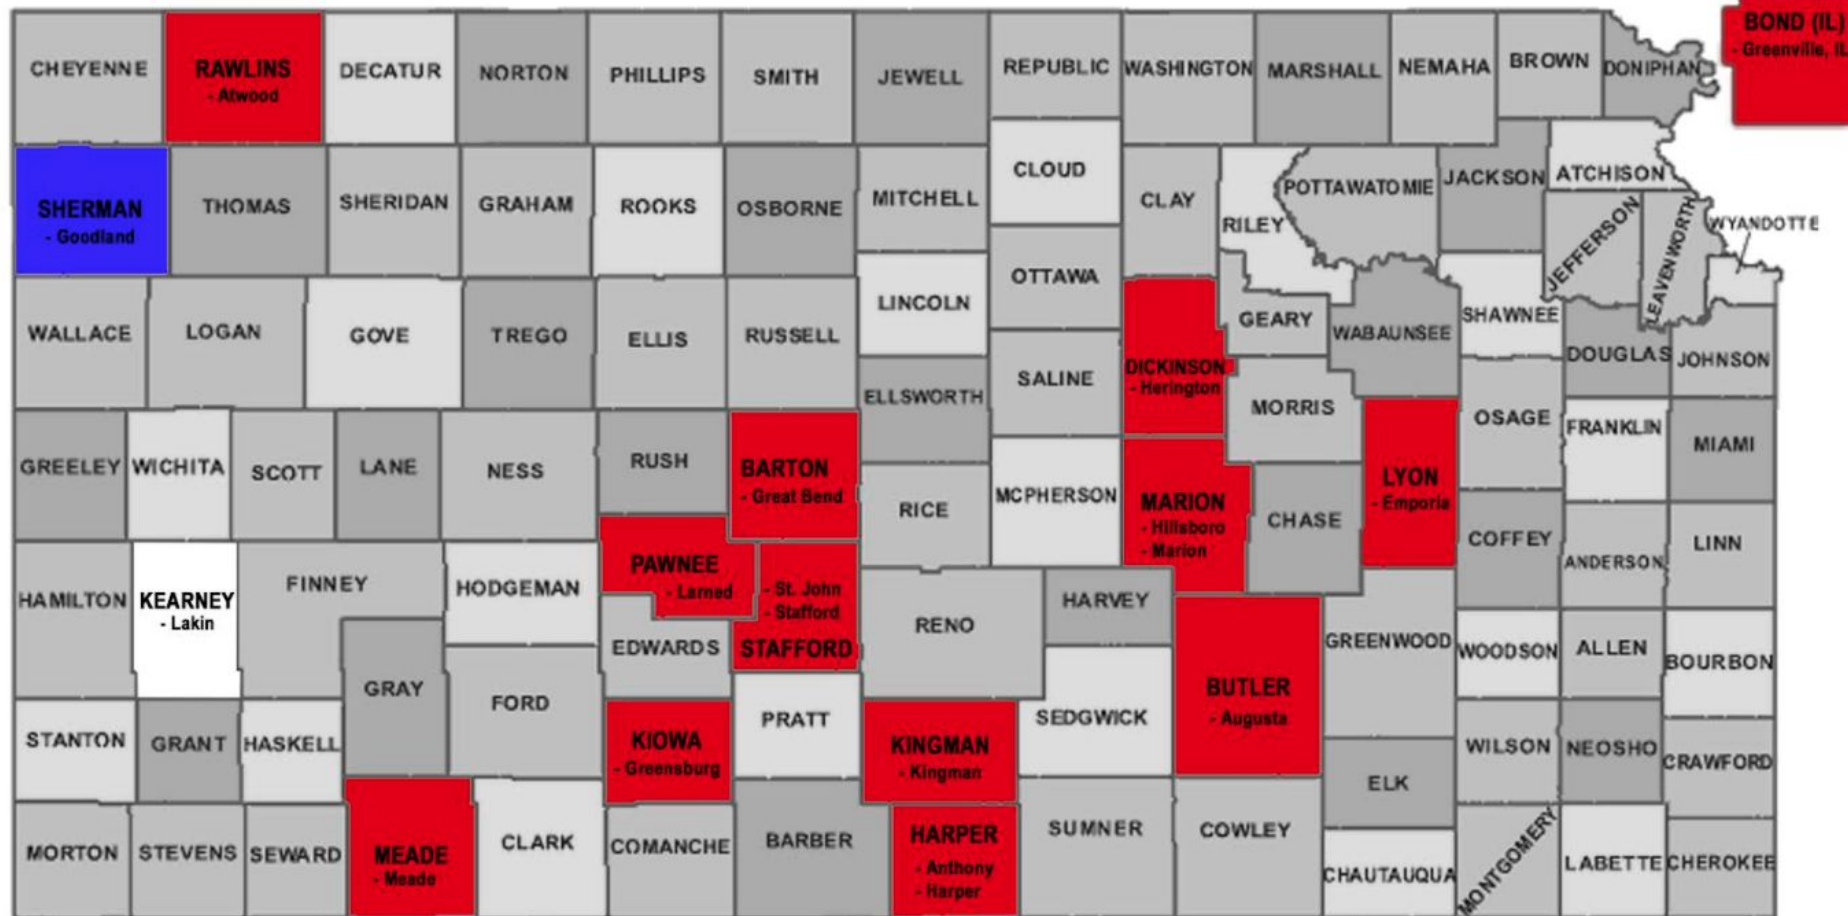 CHEYENNE
RAWLINS
- Atwood
DECATUR
NORTON
PHILLIPS
SMITH
JEWELL
REPUBLIC
WASHINGTON
MARSHALL
NEMAHA
BROWN
DONIPHAN
BOND (IL)
- Greenville, IL
SHERMAN
- Goodland
THOMAS
SHERIDAN
GRAHAM
ROOKS
OSBORNE
MITCHELL
CLOUD
CLAY
RILEY
POTTAWATOMIE
JACKSON
ATCHISON
JEFFERSON
LEAVENWORTH
WYANDOTTE
WALLACE
LOGAN
GOVE
TREGO
ELLIS
RUSSELL
LINCOLN
OTTAWA
SALINE
DICKINSON
- Herington
GEARY
WABAUNSEE
SHAWNEE
DOUGLAS
JOHNSON
ELLSWORTH
MORRIS
OSAGE
FRANKLIN
MIAMI
GREELEY
WICHITA
SCOTT
LANE
NESS
RUSH
BARTON
- Great Bend
RICE
MCPHERSON
MARION
- Hillsboro
- Marion
CHASE
LYON
- Emporia
COFFEY
ANDERSON
LINN
HAMILTON
KEARNEY
- Lakin
FINNEY
HODGEMAN
PAWNEE
- Larned
- St. John
- Stafford
STAFFORD
EDWARDS
RENO
HARVEY
BUTLER
- Augusta
GREENWOOD
WOODSON
ALLEN
BOURBON
GRAY
FORD
STANTON
GRANT
HASKELL
KIOWA
- Greensburg
PRATT
KINGMAN
- Kingman
SEDGWICK
ELK
WILSON
NEOSHO
CRAWFORD
MORTON
STEVENS
SEWARD
MEADE
- Meade
CLARK
COMANCHE
BARBER
HARPER
- Anthony
- Harper
SUMNER
COWLEY
CHAUTAUQUA
MONTGOMERY
LABETTE
CHEROKEE